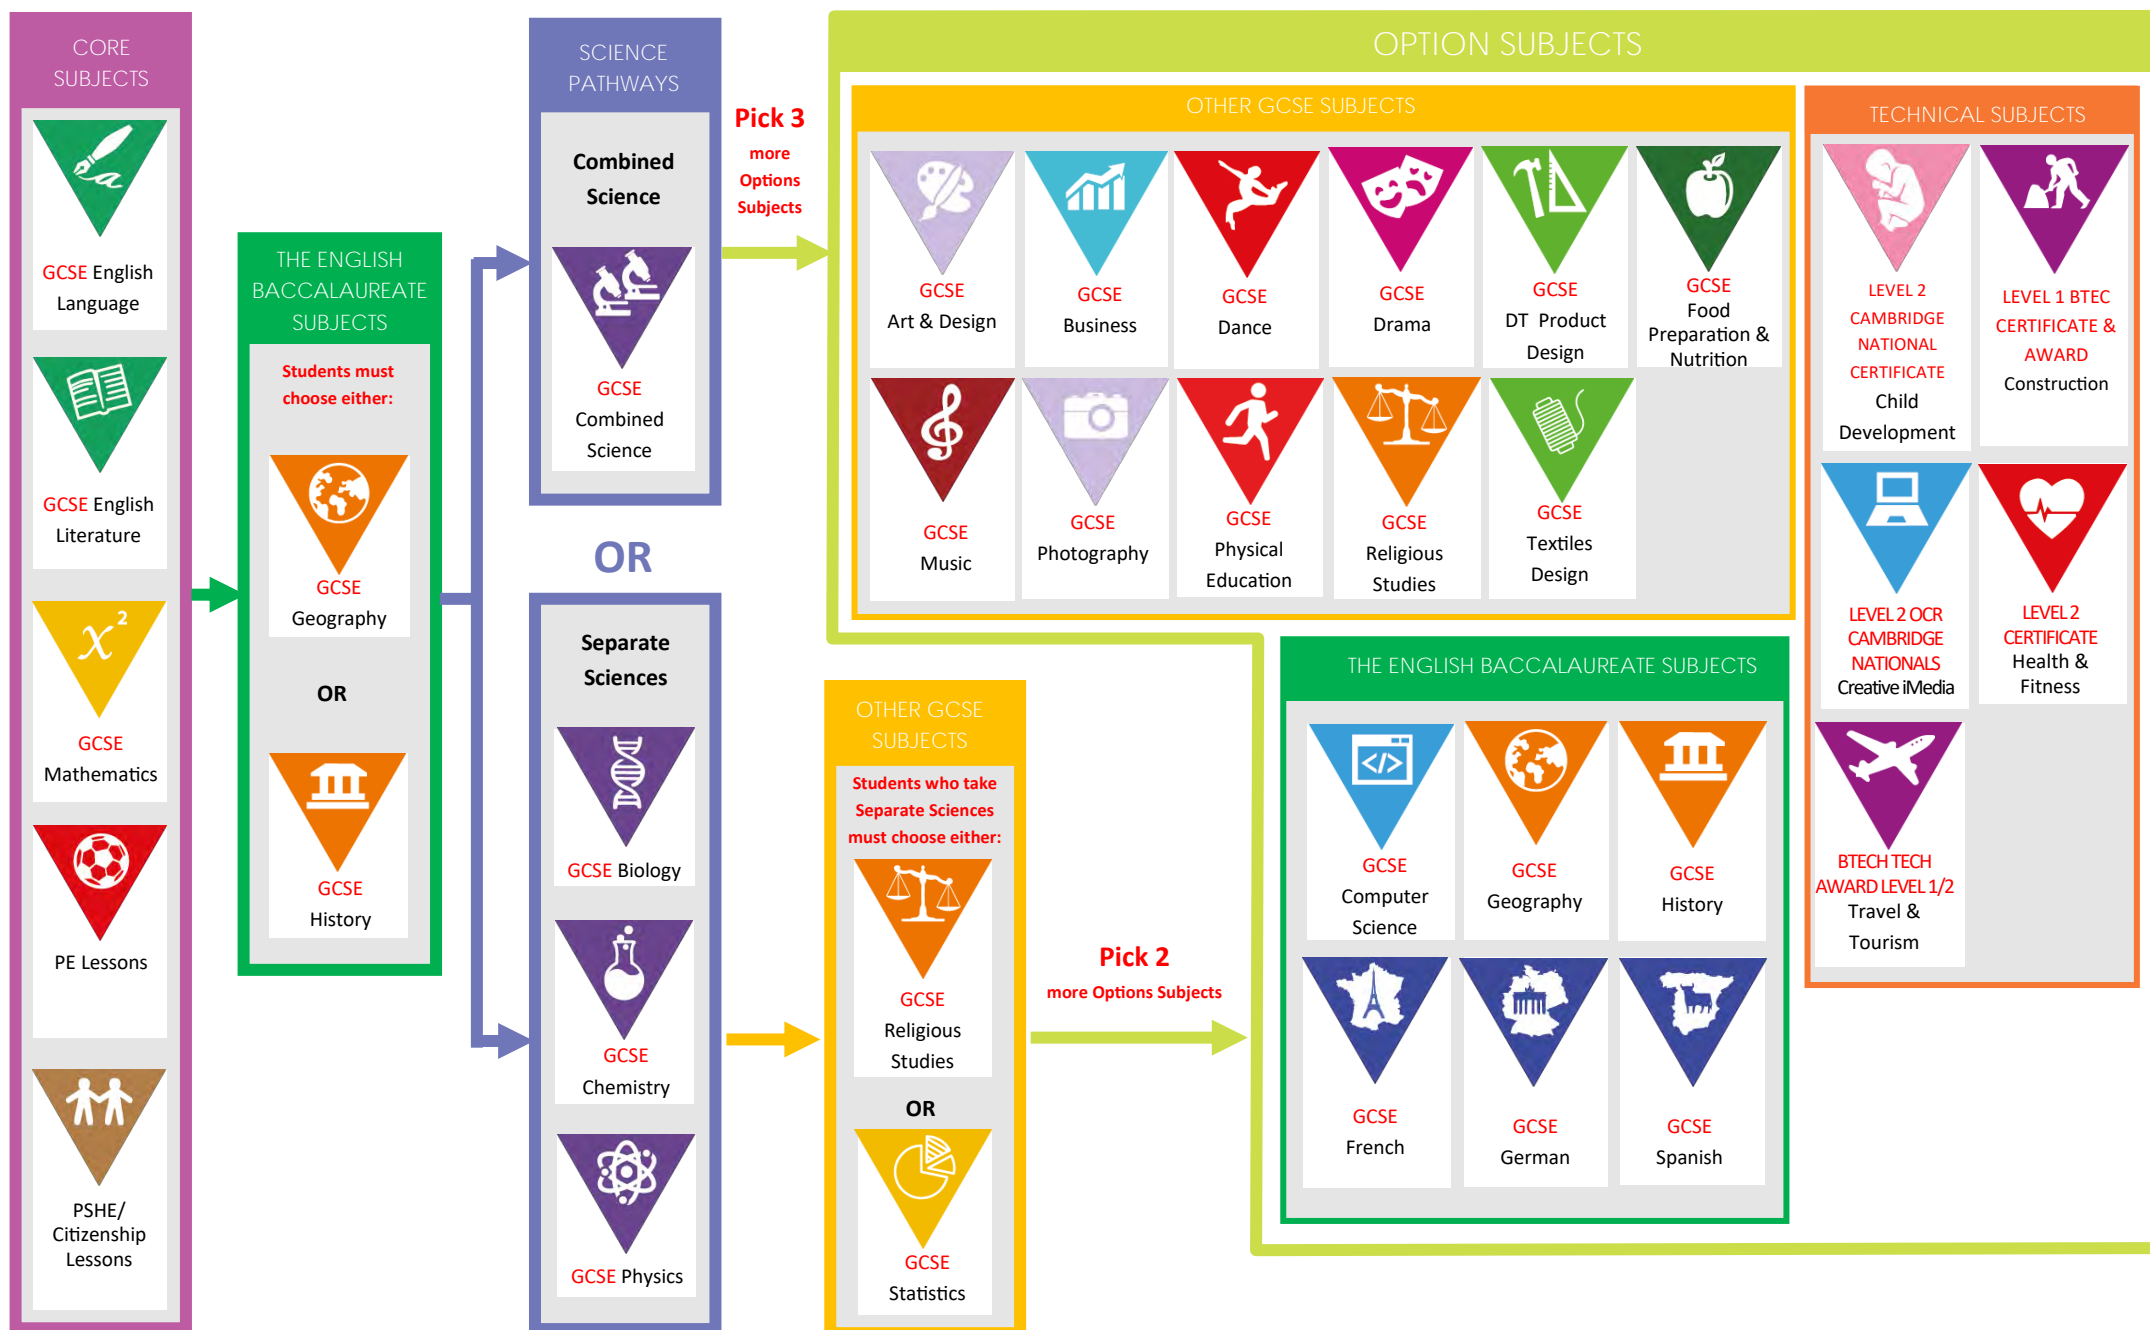 CORE
SUBJECTS
GCSE English
Language
GCSE English
Literature
x²
GCSE
Mathematics
PE Lessons
PSHE/
Citizenship
Lessons
THE ENGLISH
BACCALAUREATE
SUBJECTS
Students must
choose either:
GCSE
Geography
OR
GCSE
History
SCIENCE
PATHWAYS
Combined
Science
GCSE
Combined
Science
OR
Separate
Sciences
GCSE Biology
GCSE
Chemistry
GCSE Physics
Pick 3
more
Options
Subjects
OTHER GCSE
SUBJECTS
Students who take
Separate Sciences
must choose either:
GCSE
Religious
Studies
OR
GCSE
Statistics
Pick 2
more Options Subjects
OPTION SUBJECTS
OTHER GCSE SUBJECTS
GCSE
Art & Design
GCSE
Business
GCSE
Dance
GCSE
Drama
GCSE
DT Product
Design
GCSE
Food
Preparation &
Nutrition
GCSE
Music
GCSE
Photography
GCSE
Physical
Education
GCSE
Religious
Studies
GCSE
Textiles
Design
THE ENGLISH BACCALAUREATE SUBJECTS
</>
GCSE
Computer
Science
GCSE
Geography
GCSE
History
GCSE
French
GCSE
German
GCSE
Spanish
TECHNICAL SUBJECTS
LEVEL 2
CAMBRIDGE
NATIONAL
CERTIFICATE
Child
Development
LEVEL 1 BTEC
CERTIFICATE &
AWARD
Construction
LEVEL 2 OCR
CAMBRIDGE
NATIONALS
Creative iMedia
LEVEL 2
CERTIFICATE
Health &
Fitness
BTECH TECH
AWARD LEVEL 1/2
Travel &
Tourism